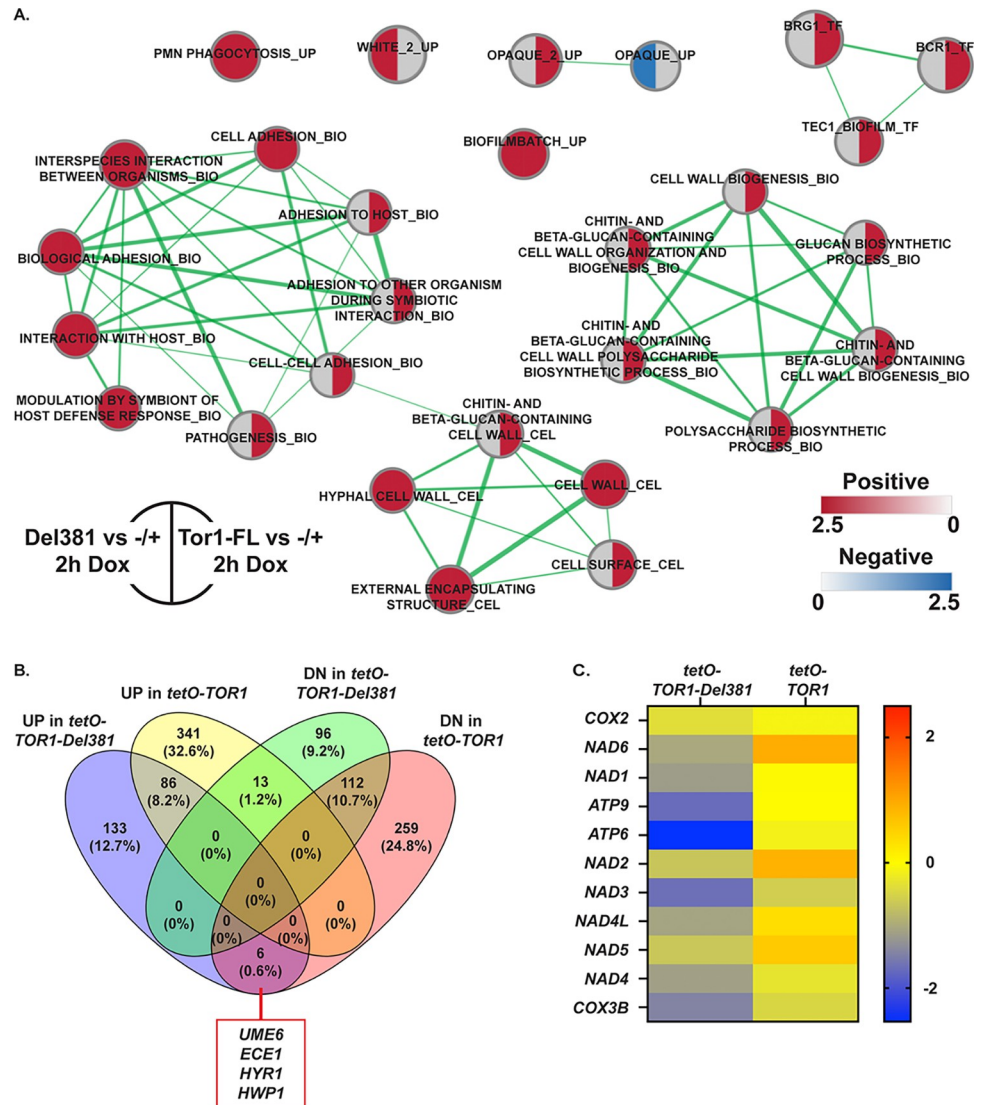 A.
PMN PHAGOCYTOSIS_UP
WHITE_2_UP
OPAQUE_2_UP
OPAQUE_UP
BRG1_TF
BCR1_TF
TEC1_BIOFILM_TF
BIOFILMBATCH_UP
CELL ADHESION_BIO
INTERSPECIES INTERACTION
BETWEEN ORGANISMS_BIO
ADHESION TO HOST_BIO
BIOLOGICAL ADHESION_BIO
ADHESION TO OTHER ORGANISM
DURING SYMBIOTIC
INTERACTION_BIO
INTERACTION WITH HOST_BIO
CELL-CELL ADHESION_BIO
MODULATION BY SYMBIONT OF
HOST DEFENSE RESPONSE_BIO
PATHOGENESIS_BIO
CELL WALL BIOGENESIS_BIO
CHITIN- AND
BETA-GLUCAN-CONTAINING
CELL WALL ORGANIZATION AND
BIOGENESIS_BIO
GLUCAN BIOSYNTHETIC
PROCESS_BIO
CHITIN- AND
BETA-GLUCAN-CONTAINING
CELL WALL POLYSACCHARIDE
BIOSYNTHETIC PROCESS_BIO
CHITIN- AND
BETA-GLUCAN-CONTAINING
CELL WALL BIOGENESIS_BIO
POLYSACCHARIDE BIOSYNTHETIC
PROCESS_BIO
CHITIN- AND
BETA-GLUCAN-CONTAINING
CELL WALL_CEL
HYPHAL CELL WALL_CEL
CELL WALL_CEL
CELL SURFACE_CEL
EXTERNAL ENCAPSULATING
STRUCTURE_CEL
Del381 vs -/+
2h Dox
Tor1-FL vs -/+
2h Dox
Positive
2.5 0
Negative
0 2.5
B.
UP in tetO-
TOR1-Del381
UP in tetO-TOR1
DN in tetO-
TOR1-Del381
DN in
tetO-TOR1
341
(32.6%)
96
(9.2%)
86
(8.2%)
13
(1.2%)
112
(10.7%)
133
(12.7%)
259
(24.8%)
0
(0%)
0
(0%)
0
(0%)
0
(0%)
0
(0%)
0
(0%)
0
(0%)
6
(0.6%)
UME6
ECE1
HYR1
HWP1
C.
tetO-
TOR1-Del381
tetO-
TOR1
COX2
NAD6
NAD1
ATP9
ATP6
NAD2
NAD3
NAD4L
NAD5
NAD4
COX3B
2
0
-2